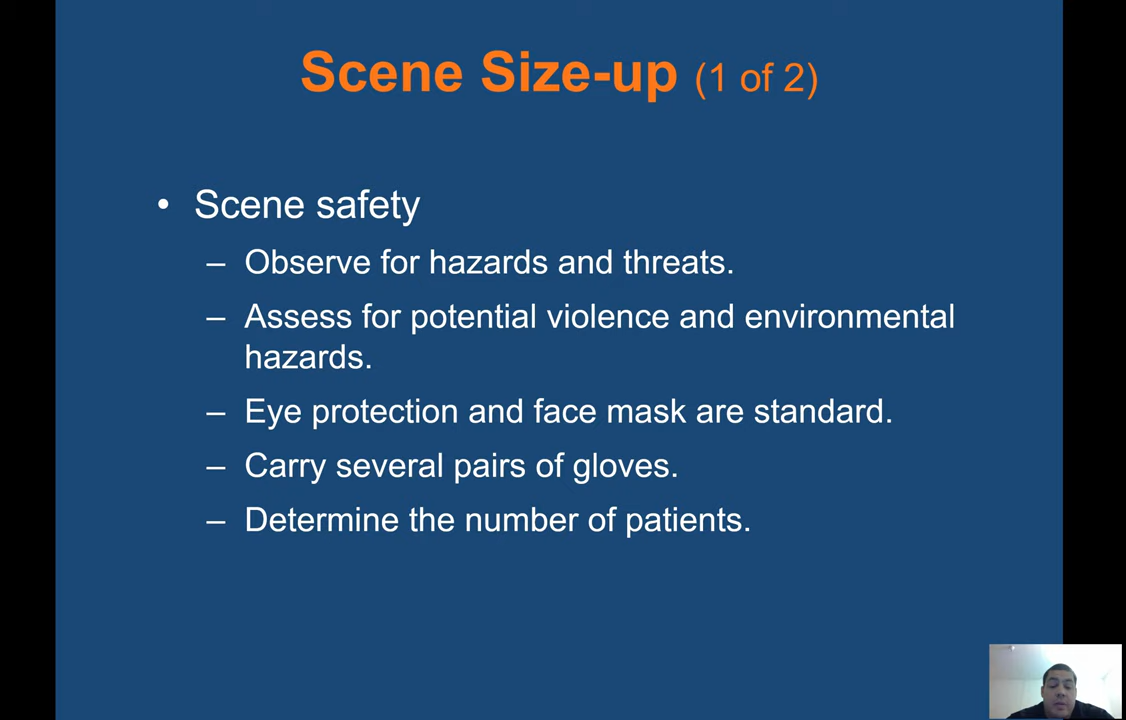 Scene Size-up (1 of 2)
• Scene safety
– Observe for hazards and threats.
– Assess for potential violence and environmental
hazards.
– Eye protection and face mask are standard.
– Carry several pairs of gloves.
– Determine the number of patients.